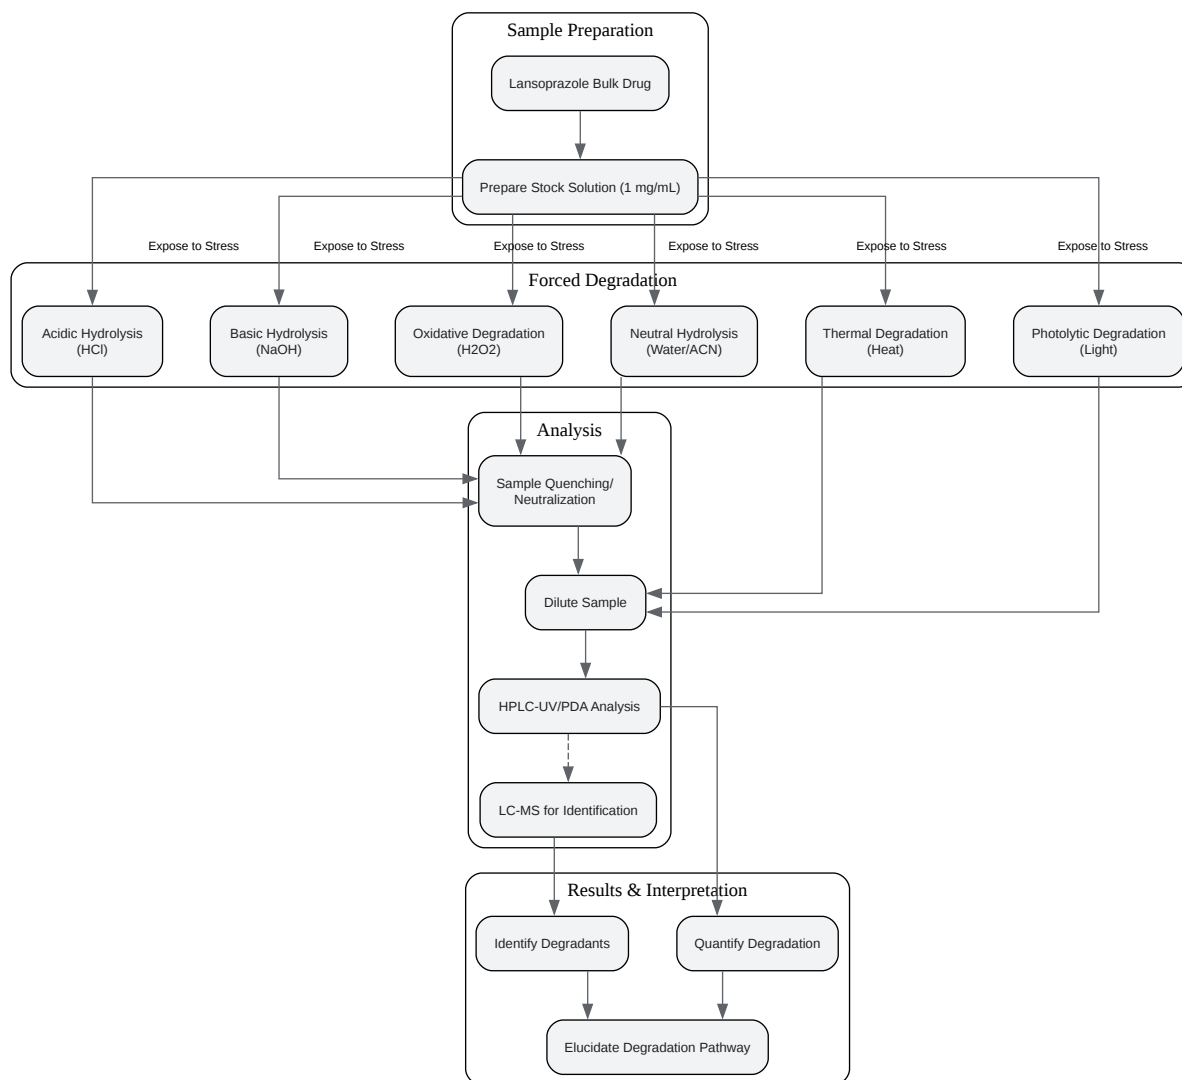 Sample Preparation
Lansoprazole Bulk Drug
Prepare Stock Solution (1 mg/mL)
Expose to Stress
Expose to Stress
Expose to Stress
Expose to Stress
Expose to Stress
Expose to Stress
Forced Degradation
Acidic Hydrolysis
(HCl)
Basic Hydrolysis
(NaOH)
Oxidative Degradation
(H2O2)
Neutral Hydrolysis
(Water/ACN)
Thermal Degradation
(Heat)
Photolytic Degradation
(Light)
Analysis
Sample Quenching/
Neutralization
Dilute Sample
HPLC-UV/PDA Analysis
LC-MS for Identification
Results & Interpretation
Identify Degradants
Quantify Degradation
Elucidate Degradation Pathway